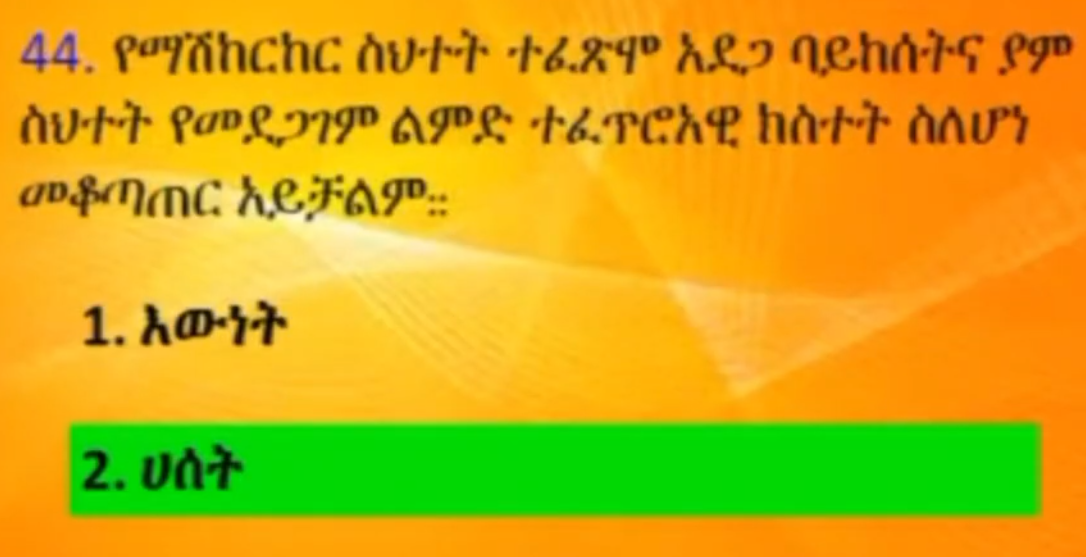 44. የማሽከርከር ስህተት ተፈጽሞ አደጋ ባይከሰትና ያም
ስህተት የመደጋገም ልምድ ተፈጥሮአዊ ክስተት ስለሆነ
መቆጣጠር አይቻልም።
1. እውነት
2. ሀሰት